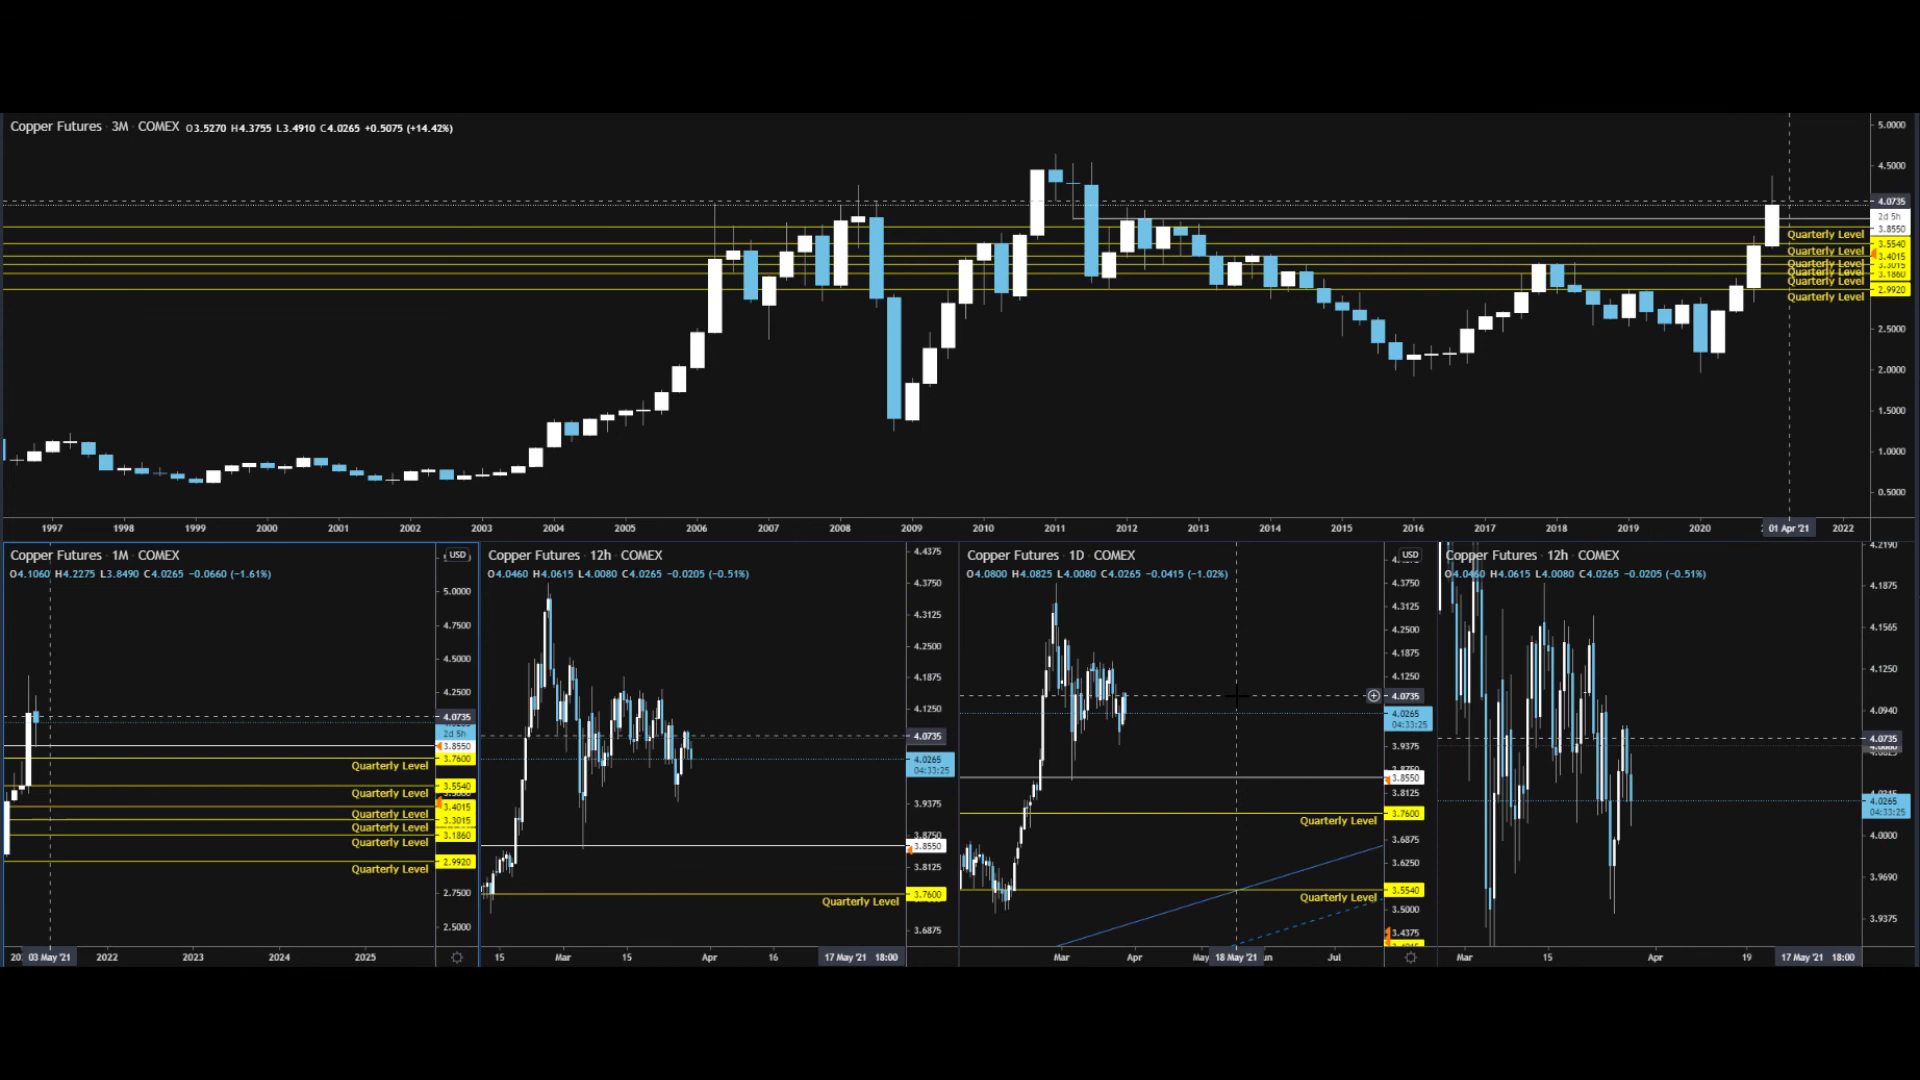 Copper Futures · 3M · COMEX O3.5270 H4.3755 L3.4910 C4.0265 +0.5075 (+14.42%)
5.0000
4.5000
4.0735
2d 5h
3.8550
Quarterly Level
3.5540
Quarterly Level
3.4015
Quarterly Level
3.3015
Quarterly Level
3.1860
Quarterly Level
2.9920
Quarterly Level
2.5000
2.0000
1.5000
1.0000
0.5000
1997 1998 1999 2000 2001 2002 2003 2004 2005 2006 2007 2008 2009 2010 2011 2012 2013 2014 2015 2016 2017 2018 2019 2020 01 Apr '21 2022
Copper Futures · 1M · COMEX
USD
O4.1060 H4.2275 L3.8490 C4.0265 −0.0660 (−1.61%)
5.0000
4.7500
4.5000
4.2500
4.0735
2d 5h
3.8550
3.7600
Quarterly Level
3.5540
Quarterly Level
3.4015
Quarterly Level
3.3015
Quarterly Level
3.1860
Quarterly Level
2.9920
Quarterly Level
2.7500
2.5000
03 May '21 2022 2023 2024 2025
Copper Futures · 12h · COMEX
O4.0460 H4.0615 L4.0080 C4.0265 −0.0205 (−0.51%)
4.4375
4.3750
4.3125
4.2500
4.1875
4.1250
4.0735
4.0265
04:33:25
3.9375
3.8750
3.8550
3.8125
3.7600
Quarterly Level
3.6875
15 Mar 15 Apr 16 17 May '21 18:00
Copper Futures · 1D · COMEX
USD
O4.0800 H4.0825 L4.0080 C4.0265 −0.0415 (−1.02%)
4.3750
4.3125
4.2500
4.1875
4.1250
4.0735
4.0265
04:33:25
3.9375
3.8750
3.8550
3.8125
3.7600
Quarterly Level
3.6875
3.6250
3.5540
Quarterly Level
3.5000
3.4375
Mar Apr May 18 May '21 Jul
Copper Futures · 12h · COMEX
O4.0460 H4.0615 L4.0080 C4.0265 −0.0205 (−0.51%)
4.2190
4.1875
4.1565
4.1250
4.0940
4.0735
4.0265
04:33:25
4.0000
3.9690
3.9375
Mar 15 Apr 19 17 May '21 18:00